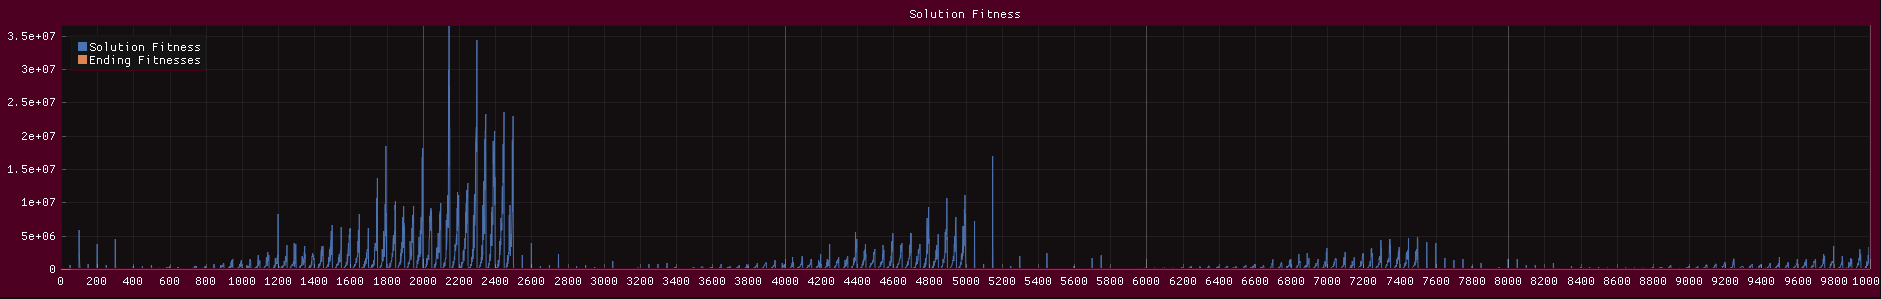 Solution Fitness
3.5e+07
Solution Fitness
Ending Fitnesses
3e+07
2.5e+07
2e+07
1.5e+07
1e+07
5e+06
0
0 200 400 600 800 1000 1200 1400 1600 1800 2000 2200 2400 2600 2800 3000 3200 3400 3600 3800 4000 4200 4400 4600 4800 5000 5200 5400 5600 5800 6000 6200 6400 6600 6800 7000 7200 7400 7600 7800 8000 8200 8400 8600 8800 9000 9200 9400 9600 9800 1000